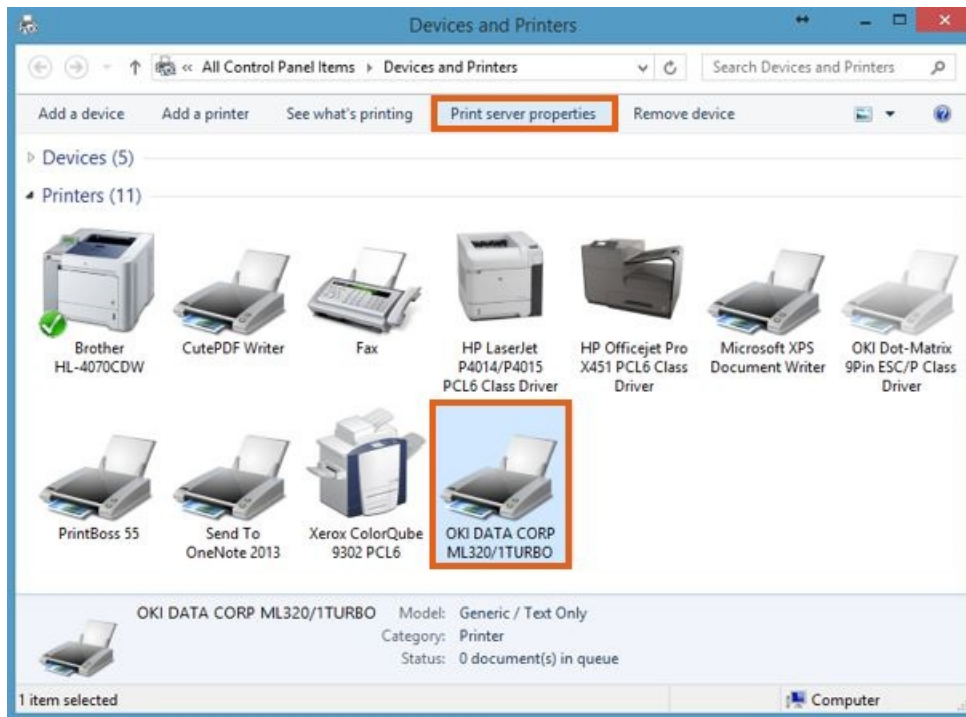 Devices and Printers
« All Control Panel Items Devices and Printers
Search Devices and Printers
Add a device Add a printer See what's printing Print server properties Remove device
Devices (5)
Printers (11)
Brother
HL-4070CDW
CutePDF Writer
Fax
HP LaserJet
P4014/P4015
PCL6 Class Driver
HP Officejet Pro
X451 PCL6 Class
Driver
Microsoft XPS
Document Writer
OKI Dot-Matrix
9Pin ESC/P Class
Driver
PrintBoss 55
Send To
OneNote 2013
Xerox ColorQube
9302 PCL6
OKI DATA CORP
ML320/1TURBO
OKI DATA CORP ML320/1TURBO Model: Generic / Text Only
Category: Printer
Status: 0 document(s) in queue
1 item selected Computer